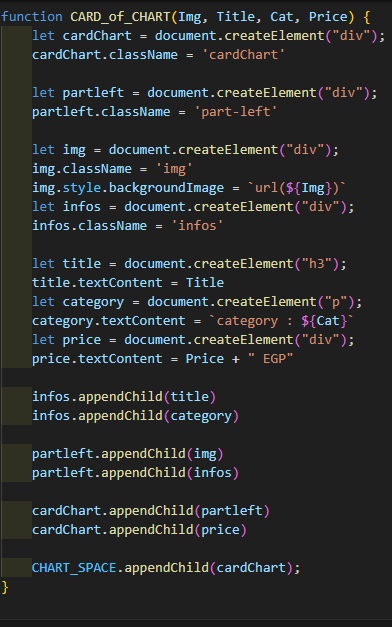 function CARD_of_CHART(Img, Title, Cat, Price) {
let cardChart = document.createElement("div");
cardChart.className = 'cardChart'
let partleft = document.createElement("div");
partleft.className = 'part-left'
let img = document.createElement("div");
img.className = 'img'
img.style.backgroundImage = `url(${Img})`
let infos = document.createElement("div");
infos.className = 'infos'
let title = document.createElement("h3");
title.textContent = Title
let category = document.createElement("p");
category.textContent = `category : ${Cat}`
let price = document.createElement("div");
price.textContent = Price + " EGP"
infos.appendChild(title)
infos.appendChild(category)
partleft.appendChild(img)
partleft.appendChild(infos)
cardChart.appendChild(partleft)
cardChart.appendChild(price)
CHART_SPACE.appendChild(cardChart);
}